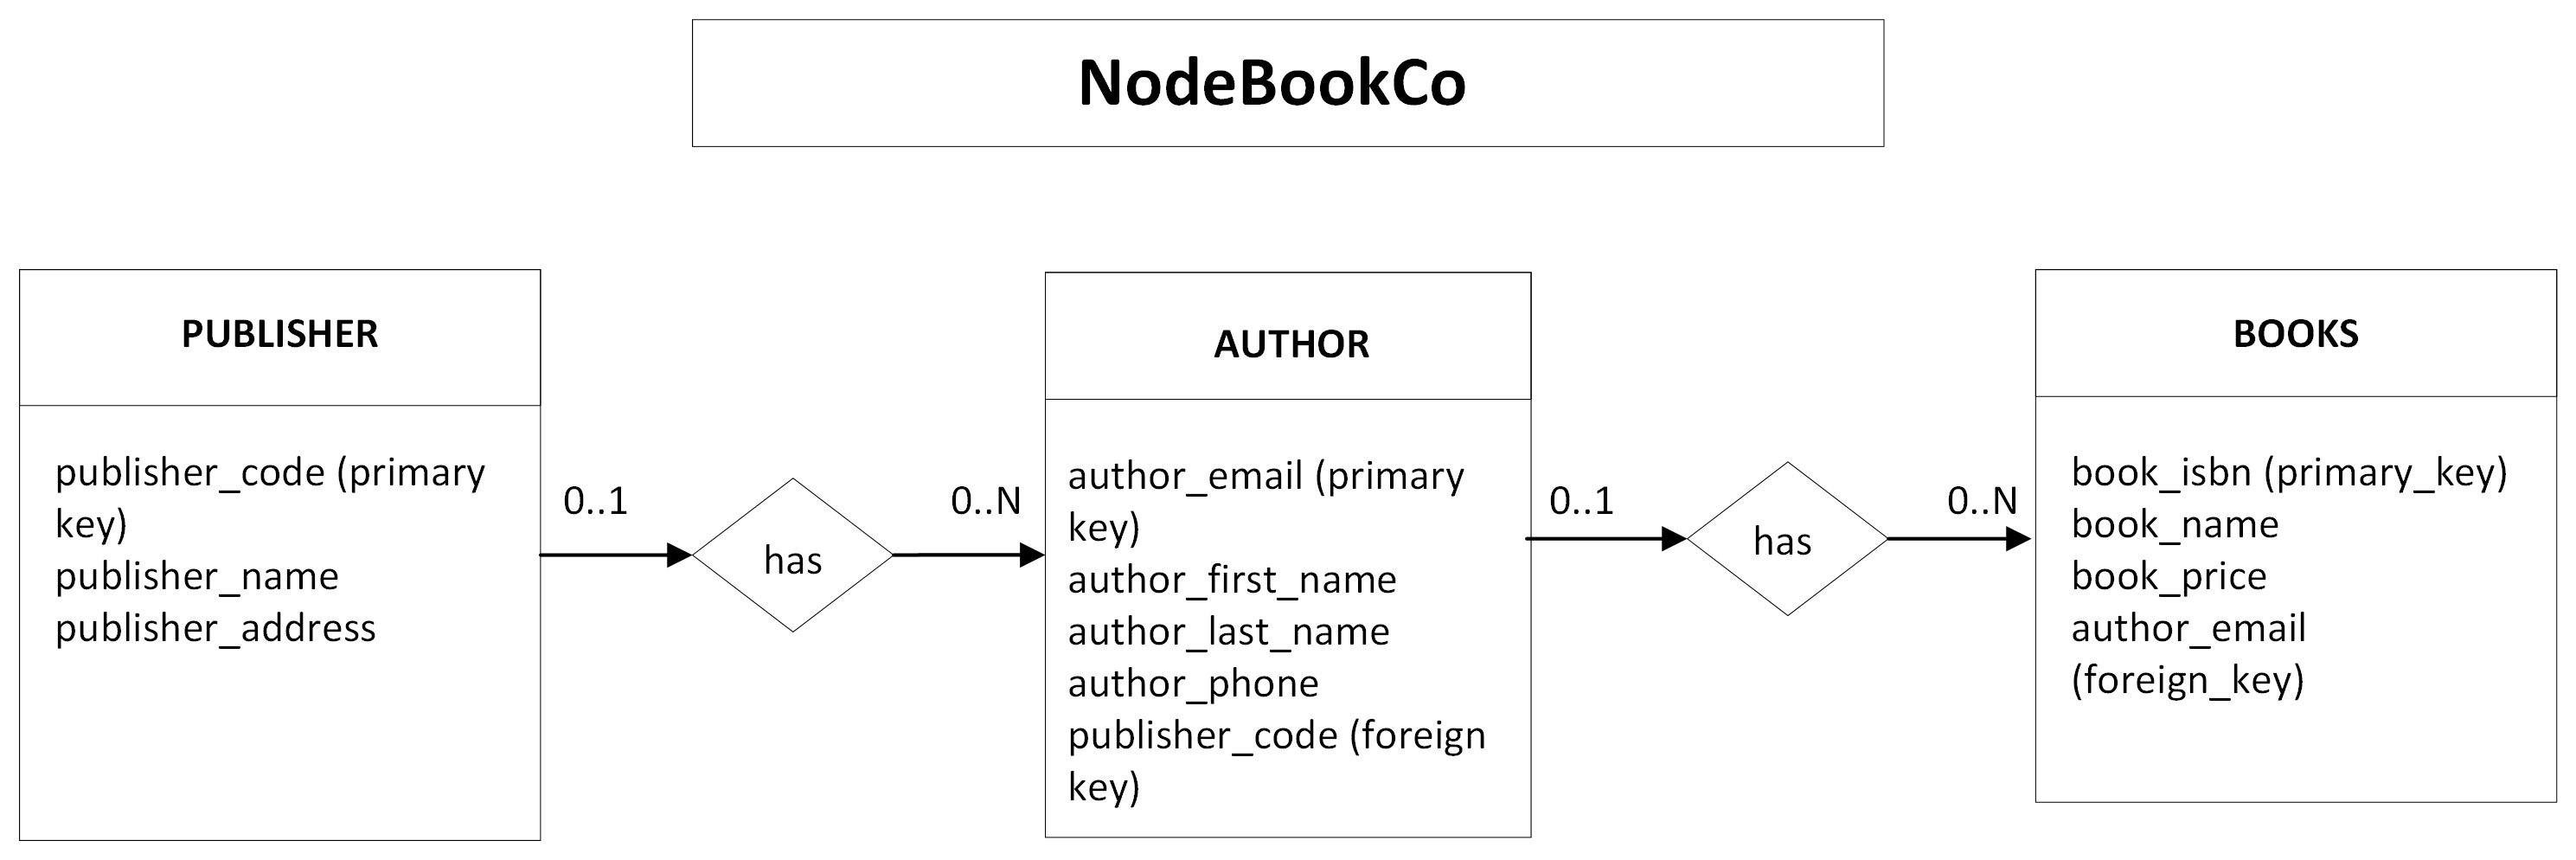 NodeBookCo
PUBLISHER
publisher_code (primary
key)
publisher_name
publisher_address
0..1
has
0..N
AUTHOR
author_email (primary
key)
author_first_name
author_last_name
author_phone
publisher_code (foreign
key)
0..1
has
0..N
BOOKS
book_isbn (primary_key)
book_name
book_price
author_email
(foreign_key)